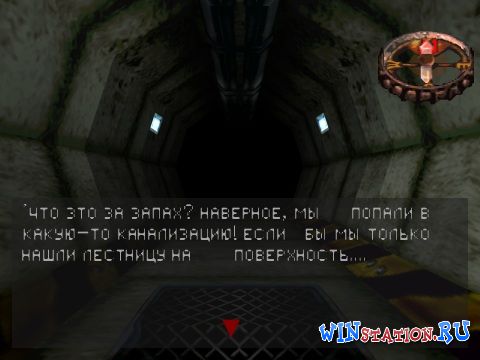 "ЧТО ЭТО ЗА ЗАПАХ? НАВЕРНОЕ, МЫ ПОПАЛИ В
КАКУЮ-ТО КАНАЛИЗАЦИЮ! ЕСЛИ БЫ МЫ ТОЛЬКО
НАШЛИ ЛЕСТНИЦУ НА ПОВЕРХНОСТЬ....
WINSTATION.RU